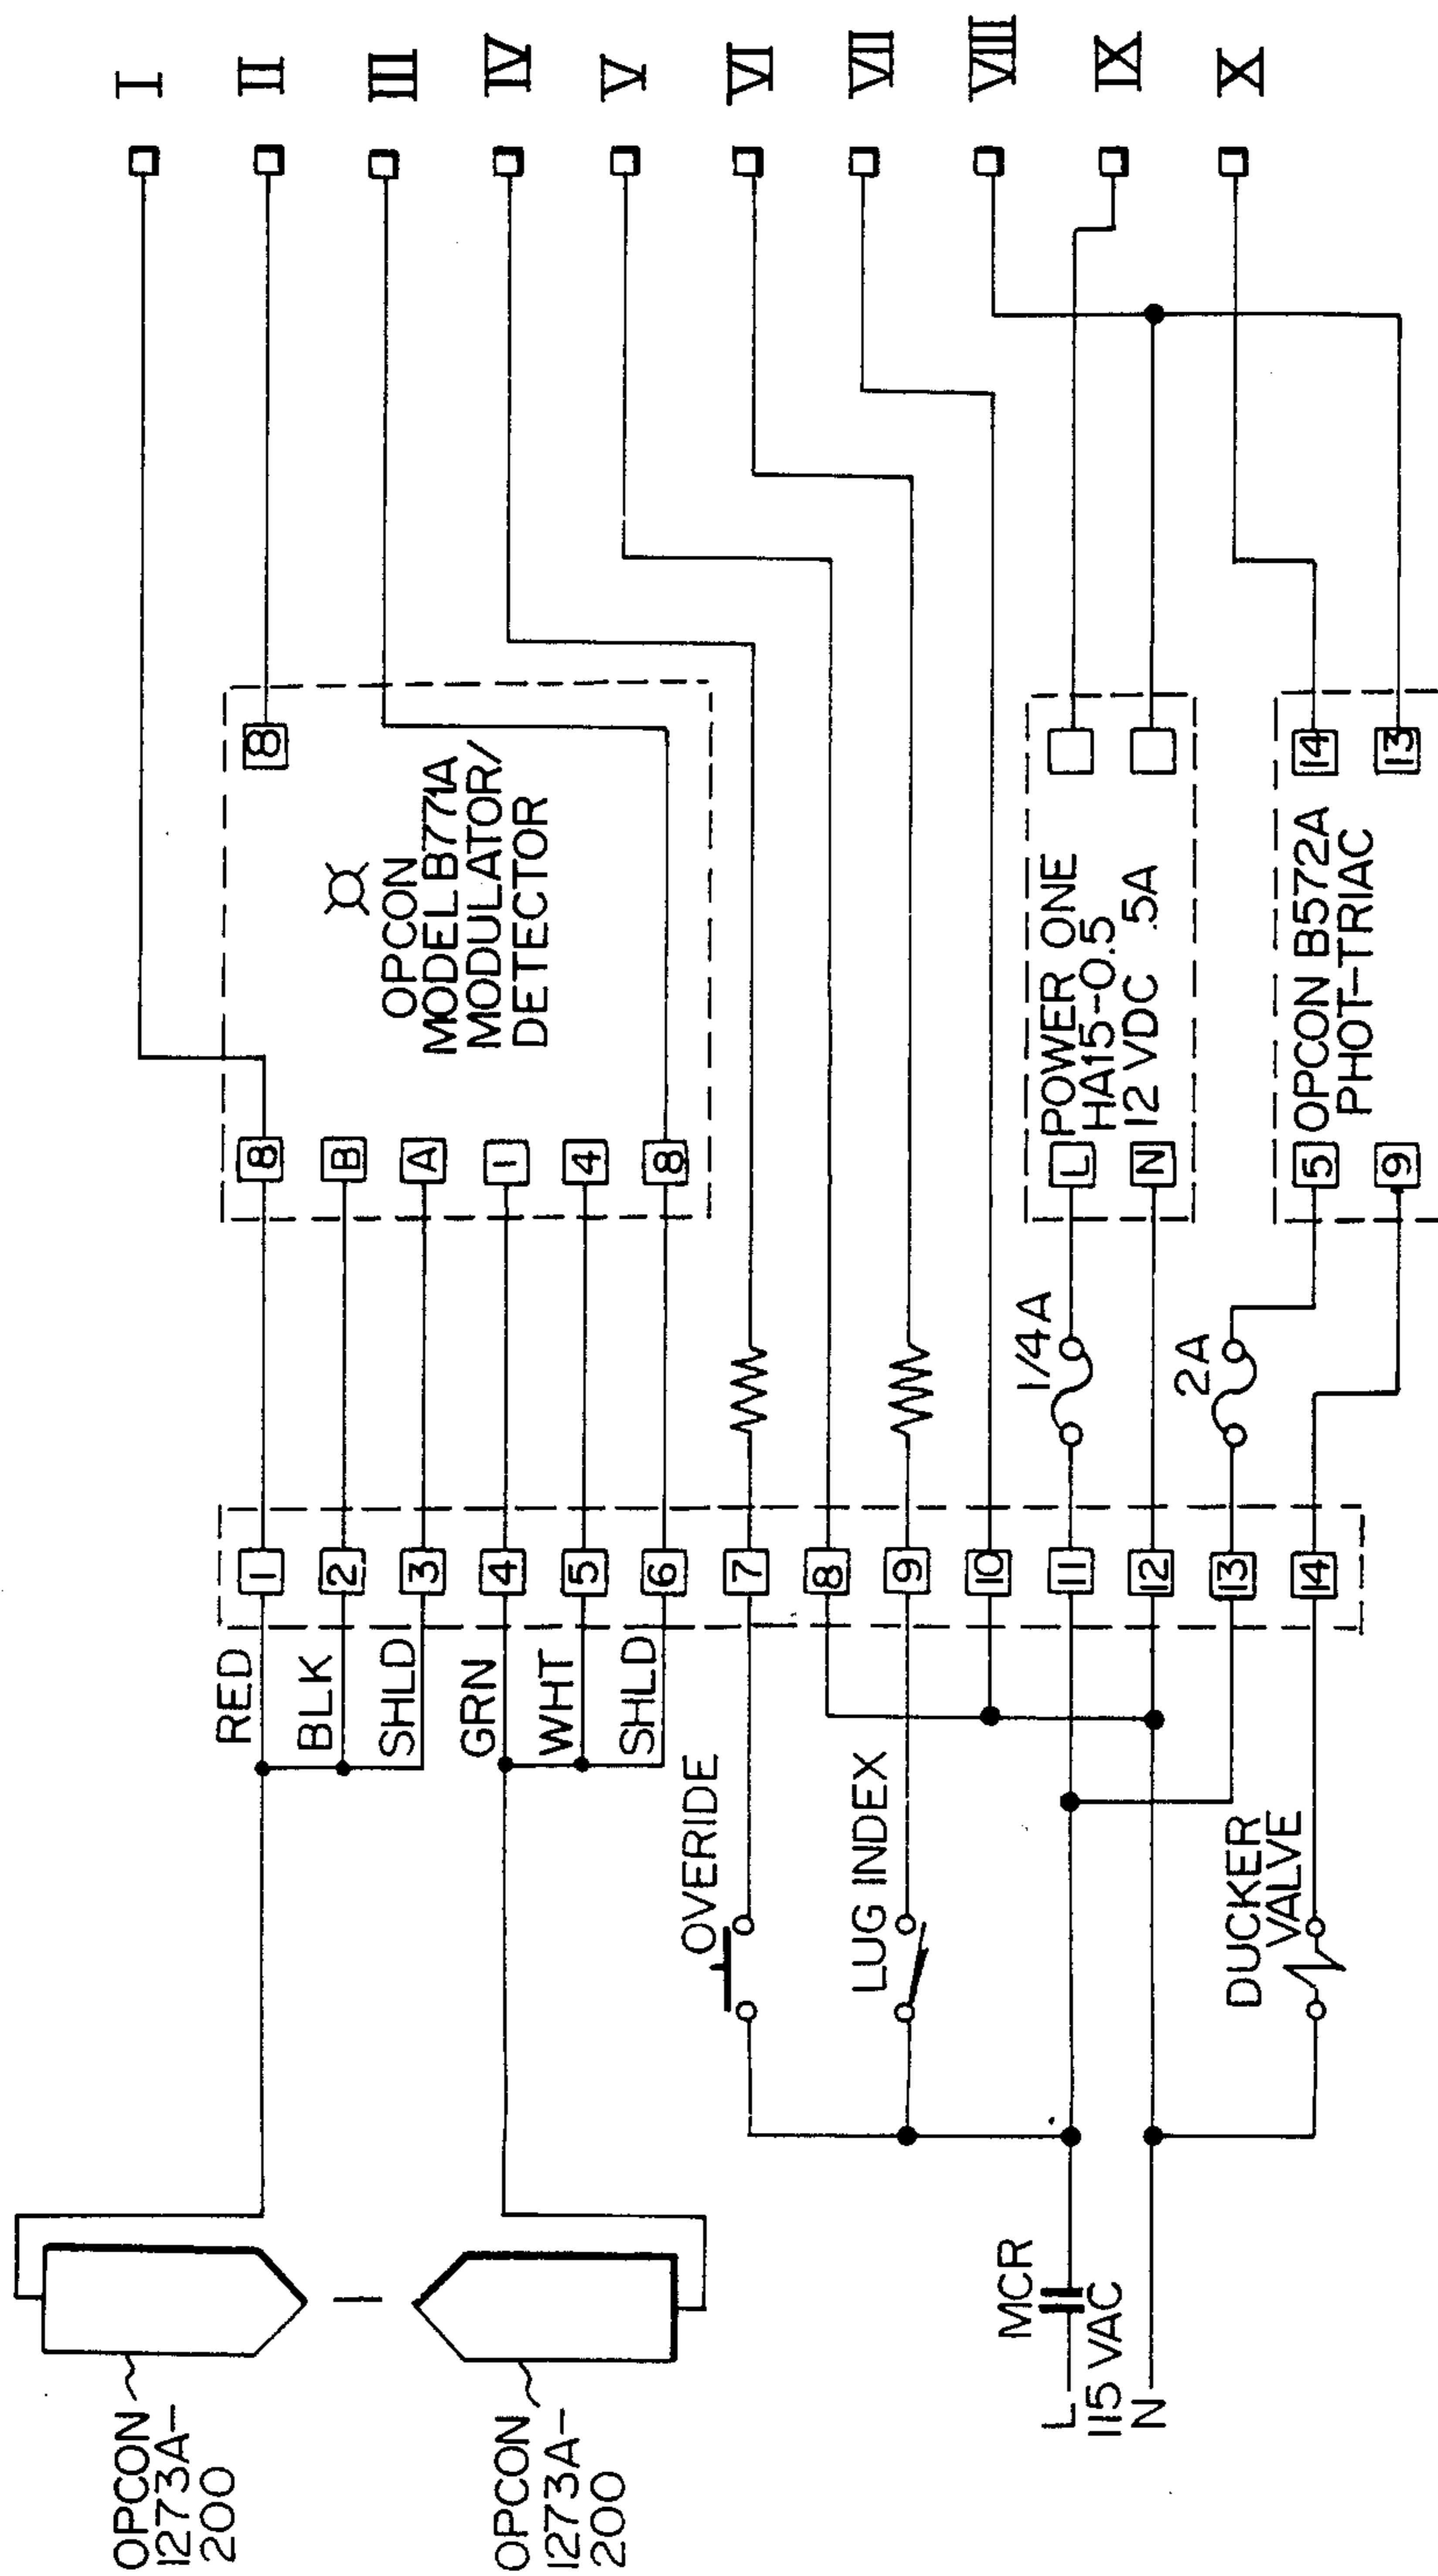 OPCON
1273A-
200
OPCON
1273A-
200
MCR
L
115 VAC
N
OVERIDE
LUG INDEX
DUCKER
VALVE
RED
BLK
SHLD
GRN
WHT
SHLD
1
2
3
4
5
6
7
8
9
10
11
12
13
14
1/4A
2A
8
B
A
1
4
8
OPCON
MODEL B771A
MODULATOR/
DETECTOR
8
L
N
POWER ONE
HA15-0.5
12 VDC .5A
5
9
OPCON B572A
PHOT-TRIAC
14
13
I
II
III
IV
V
VI
VII
VIII
IX
X